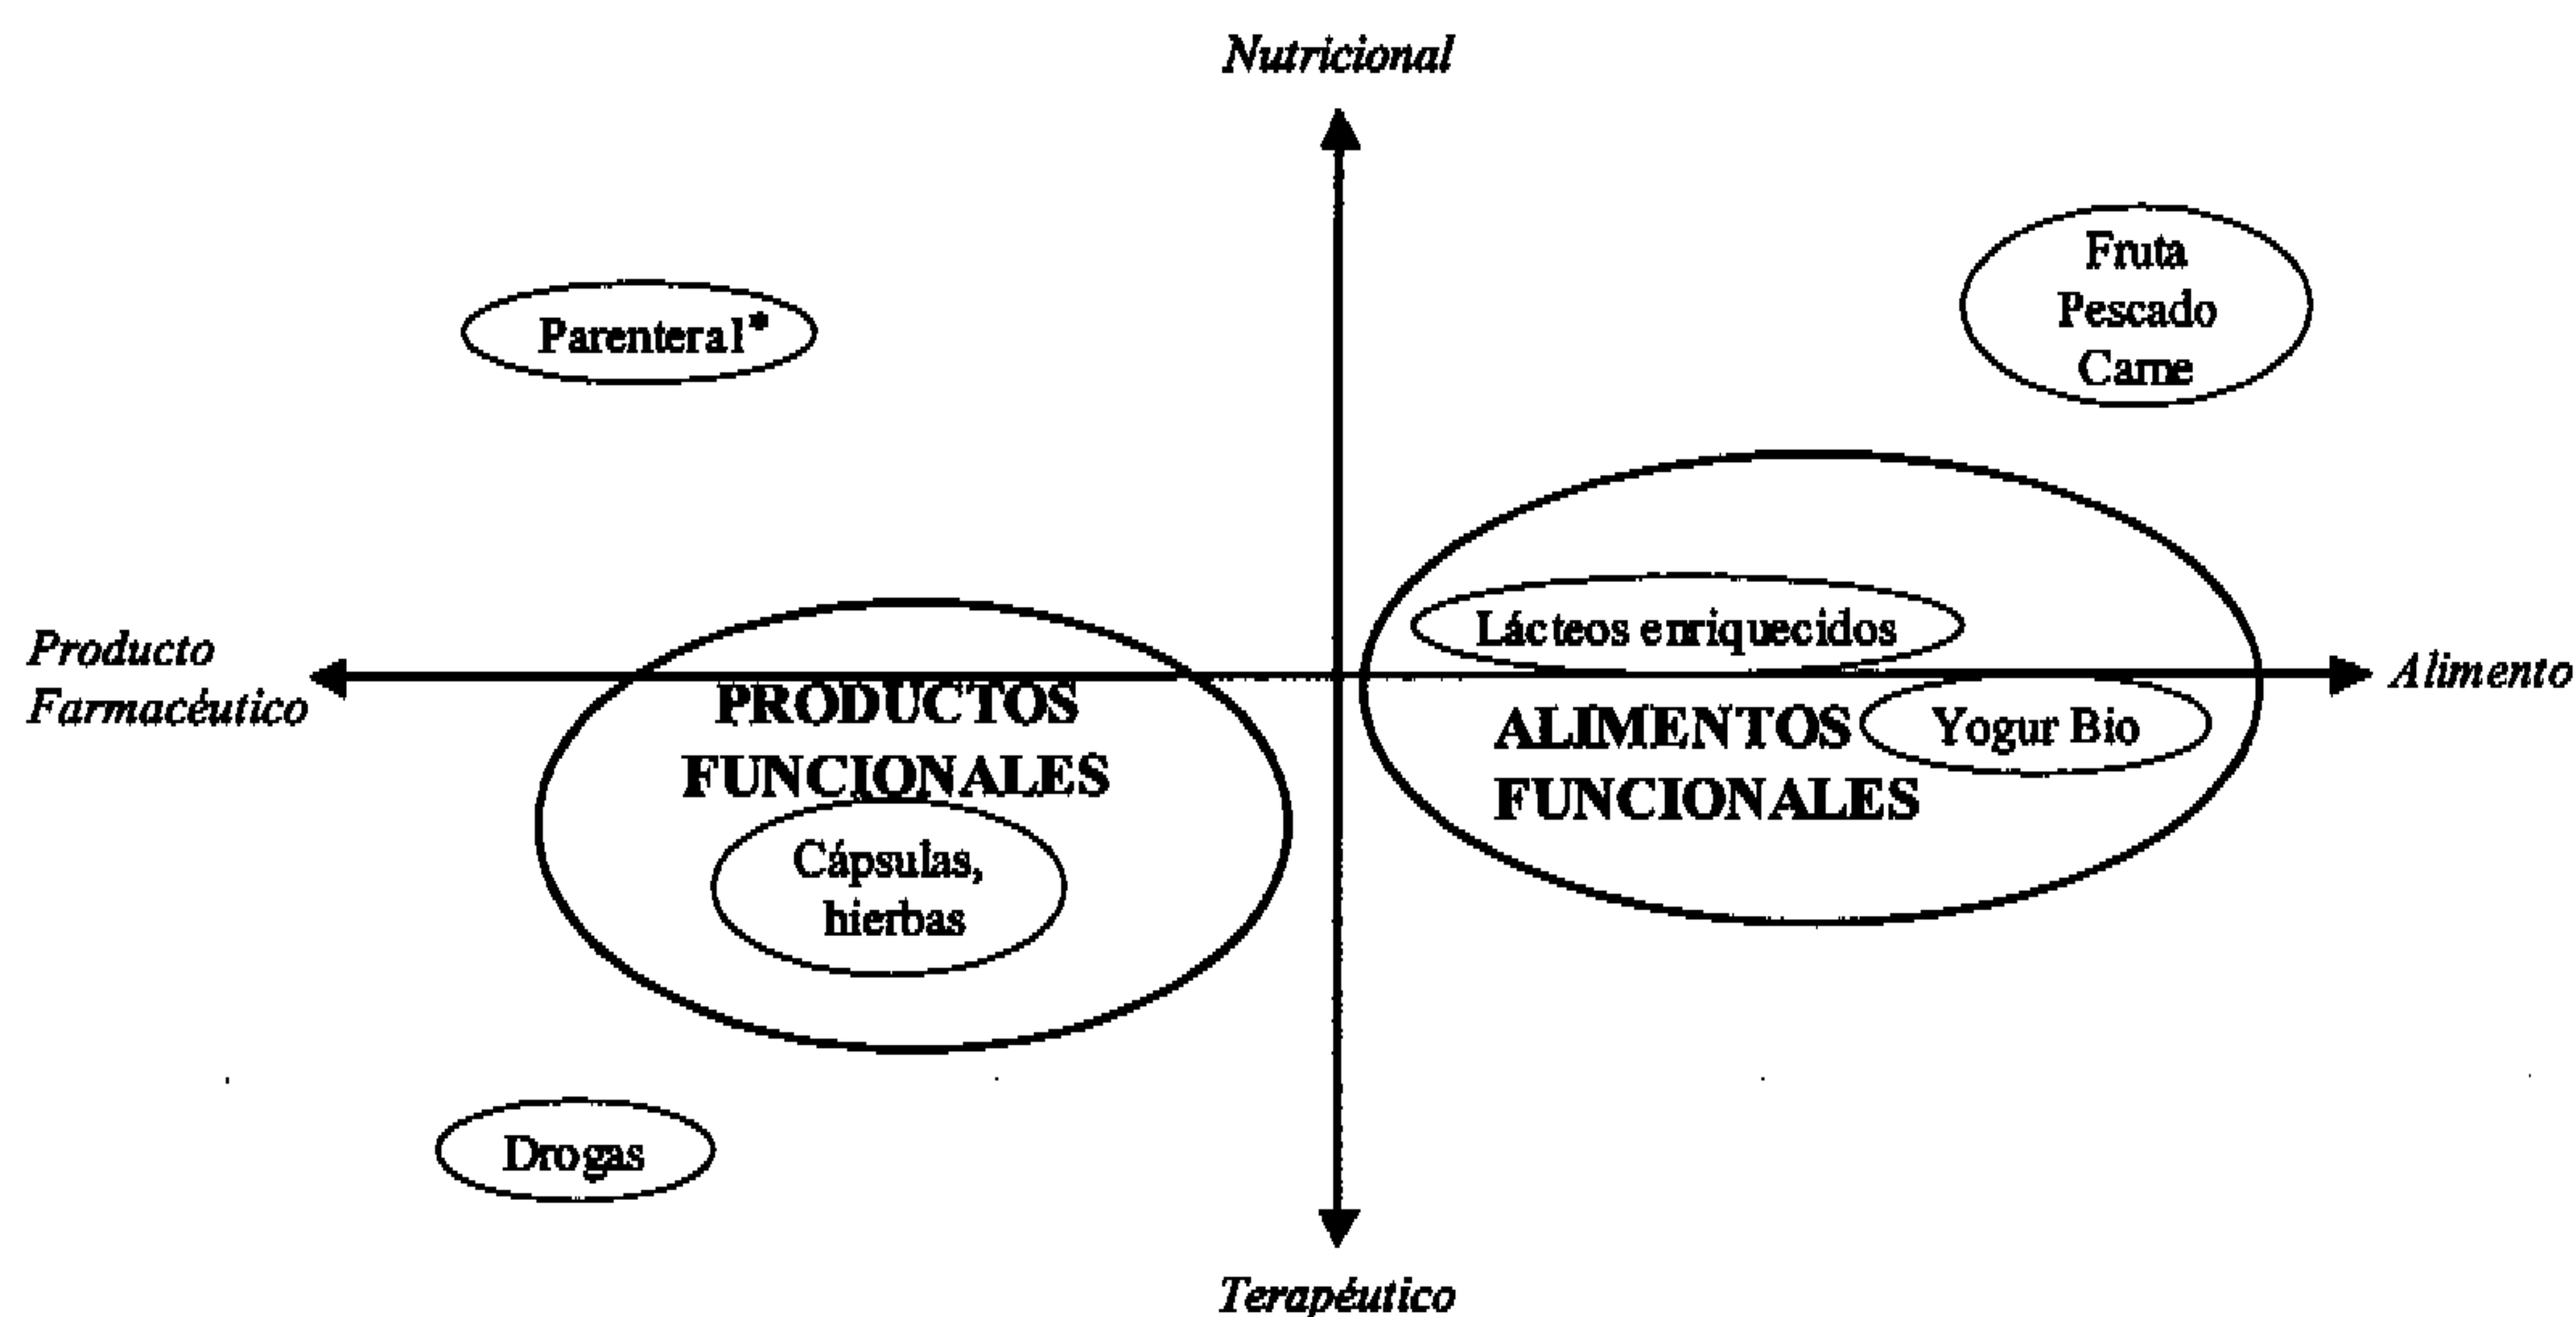 Nutricional
Fruta
Pescado
Carne
Parenteral*
Lácteos enriquecidos
Producto
Farmacéutico
Alimento
PRODUCTOS
FUNCIONALES
ALIMENTOS
FUNCIONALES
Yogur Bio
Cápsulas,
hierbas
Drogas
Terapéutico